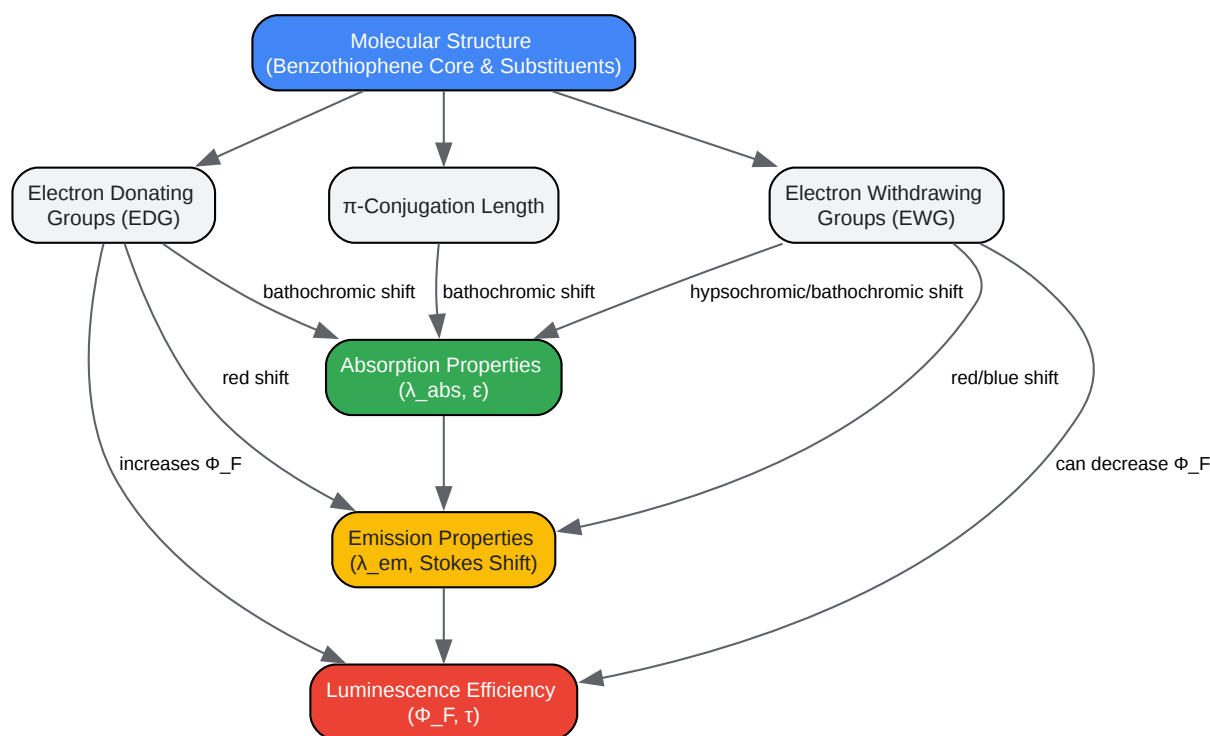 Molecular Structure
(Benzothiophene Core & Substituents)
Electron Donating
Groups (EDG)
π-Conjugation Length
Electron Withdrawing
Groups (EWG)
bathochromic shift
bathochromic shift
hypsochromic/bathochromic shift
Absorption Properties
(λ_abs, ε)
red shift
red/blue shift
increases Φ_F
can decrease Φ_F
Emission Properties
(λ_em, Stokes Shift)
Luminescence Efficiency
(Φ_F, τ)